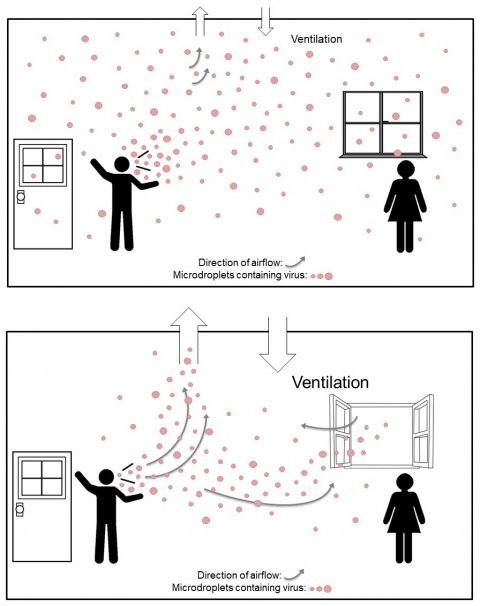 Ventilation
Direction of airflow:
Microdroplets containing virus:
Ventilation
Direction of airflow:
Microdroplets containing virus: